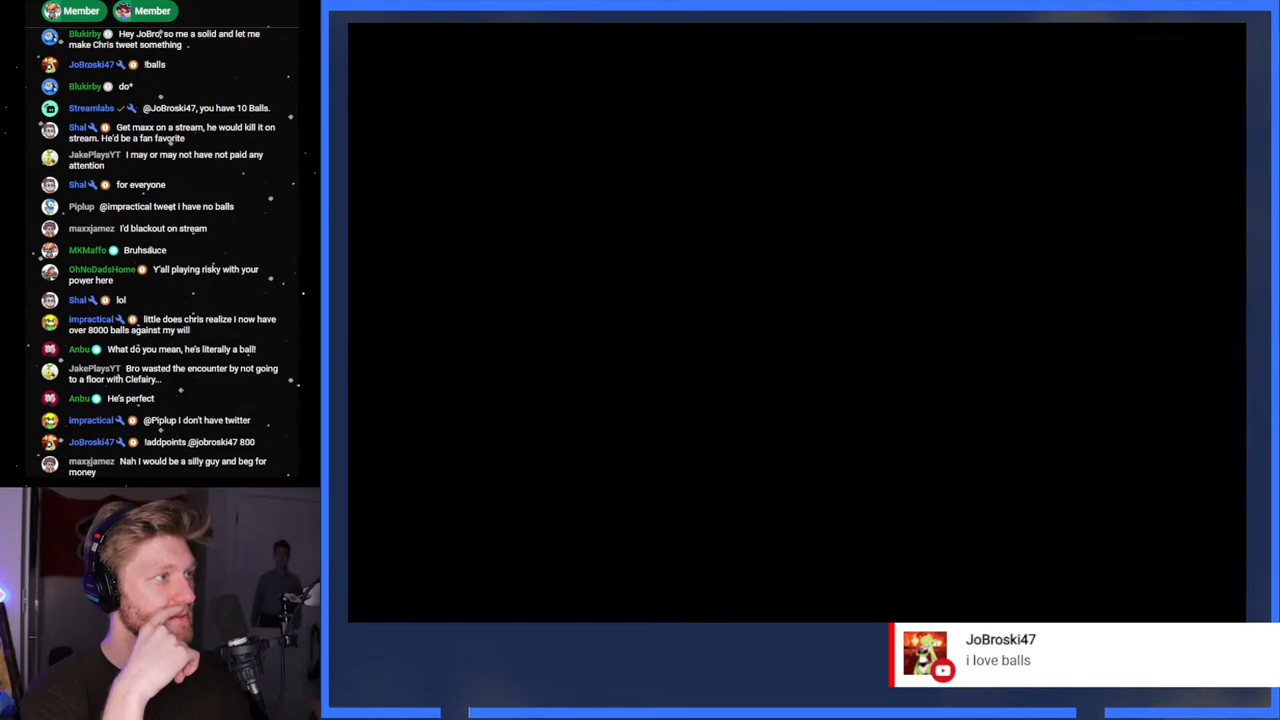 Member Member
Blukirby Hey JoBro, so me a solid and let me
make Chris tweet something .
JoBroski47 !balls
Blukirby do*
Streamlabs @JoBroski47, you have 10 Balls.
Shal Get maxx on a stream, he would kill it on
stream. He'd be a fan favorite
JakePlaysYT I may or may not have not paid any
attention
Shal for everyone
Piplup @impractical tweet i have no balls
maxxjamez I'd blackout on stream
MKMaffo Bruhsauce
OhNoDadsHome Y'all playing risky with your
power here
Shal lol
impractical little does chris realize I now have
over 8000 balls against my will
Anbu What do you mean, he's literally a ball!
JakePlaysYT Bro wasted the encounter by not going
to a floor with Clefairy...
Anbu He's perfect
impractical @Piplup I don't have twitter
JoBroski47 !addpoints @jobroski47 800
maxxjamez Nah I would be a silly guy and beg for
money
JoBroski47
i love balls